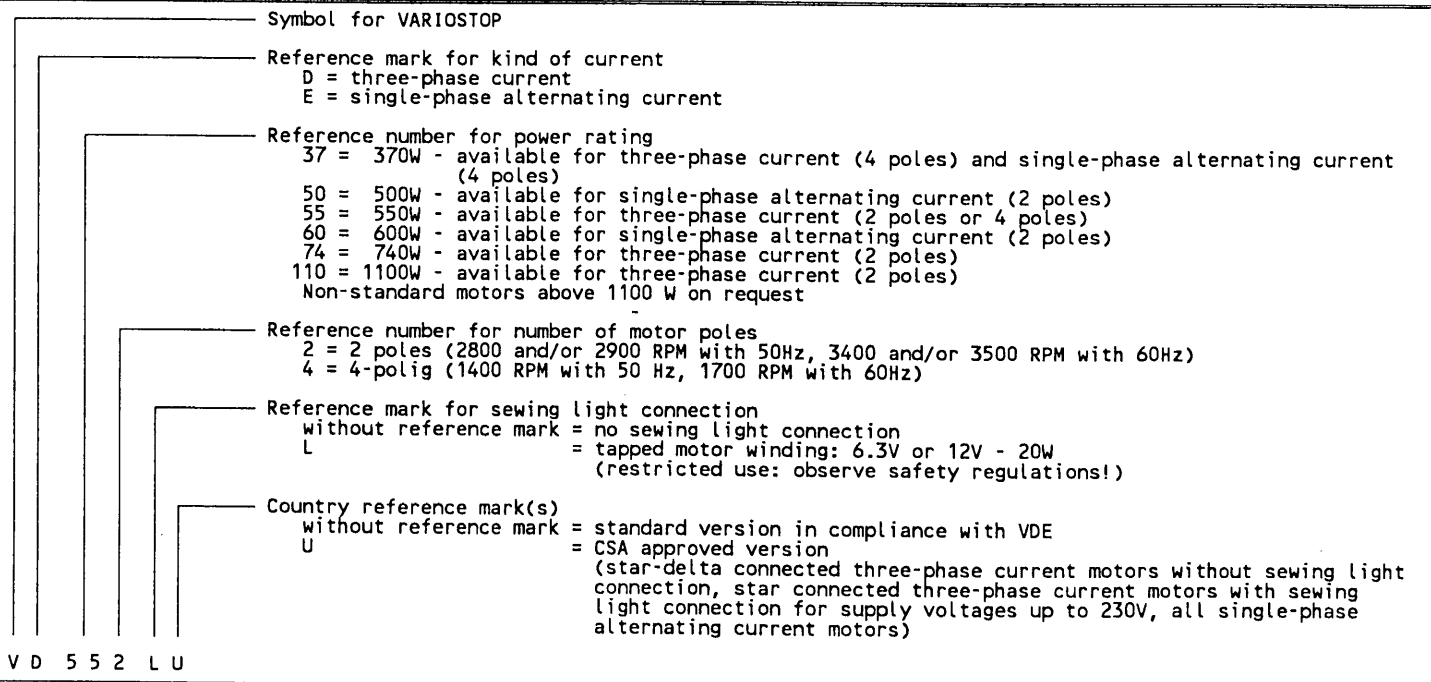 Symbol for VARIOSTOP
Reference mark for kind of current
D = three-phase current
E = single-phase alternating current
Reference number for power rating
37 = 370W - available for three-phase current (4 poles) and single-phase alternating current
(4 poles)
50 = 500W - available for single-phase alternating current (2 poles)
55 = 550W - available for three-phase current (2 poles or 4 poles)
60 = 600W - available for single-phase alternating current (2 poles)
74 = 740W - available for three-phase current (2 poles)
110 = 1100W - available for three-phase current (2 poles)
Non-standard motors above 1100 W on request
Reference number for number of motor poles
2 = 2 poles (2800 and/or 2900 RPM with 50Hz, 3400 and/or 3500 RPM with 60Hz)
4 = 4-polig (1400 RPM with 50 Hz, 1700 RPM with 60Hz)
Reference mark for sewing light connection
without reference mark = no sewing light connection
L = tapped motor winding: 6.3V or 12V - 20W
(restricted use: observe safety regulations!)
Country reference mark(s)
without reference mark = standard version in compliance with VDE
U = CSA approved version
(star-delta connected three-phase current motors without sewing light
connection, star connected three-phase current motors with sewing
light connection for supply voltages up to 230V, all single-phase
alternating current motors)
V D 5 5 2 L U